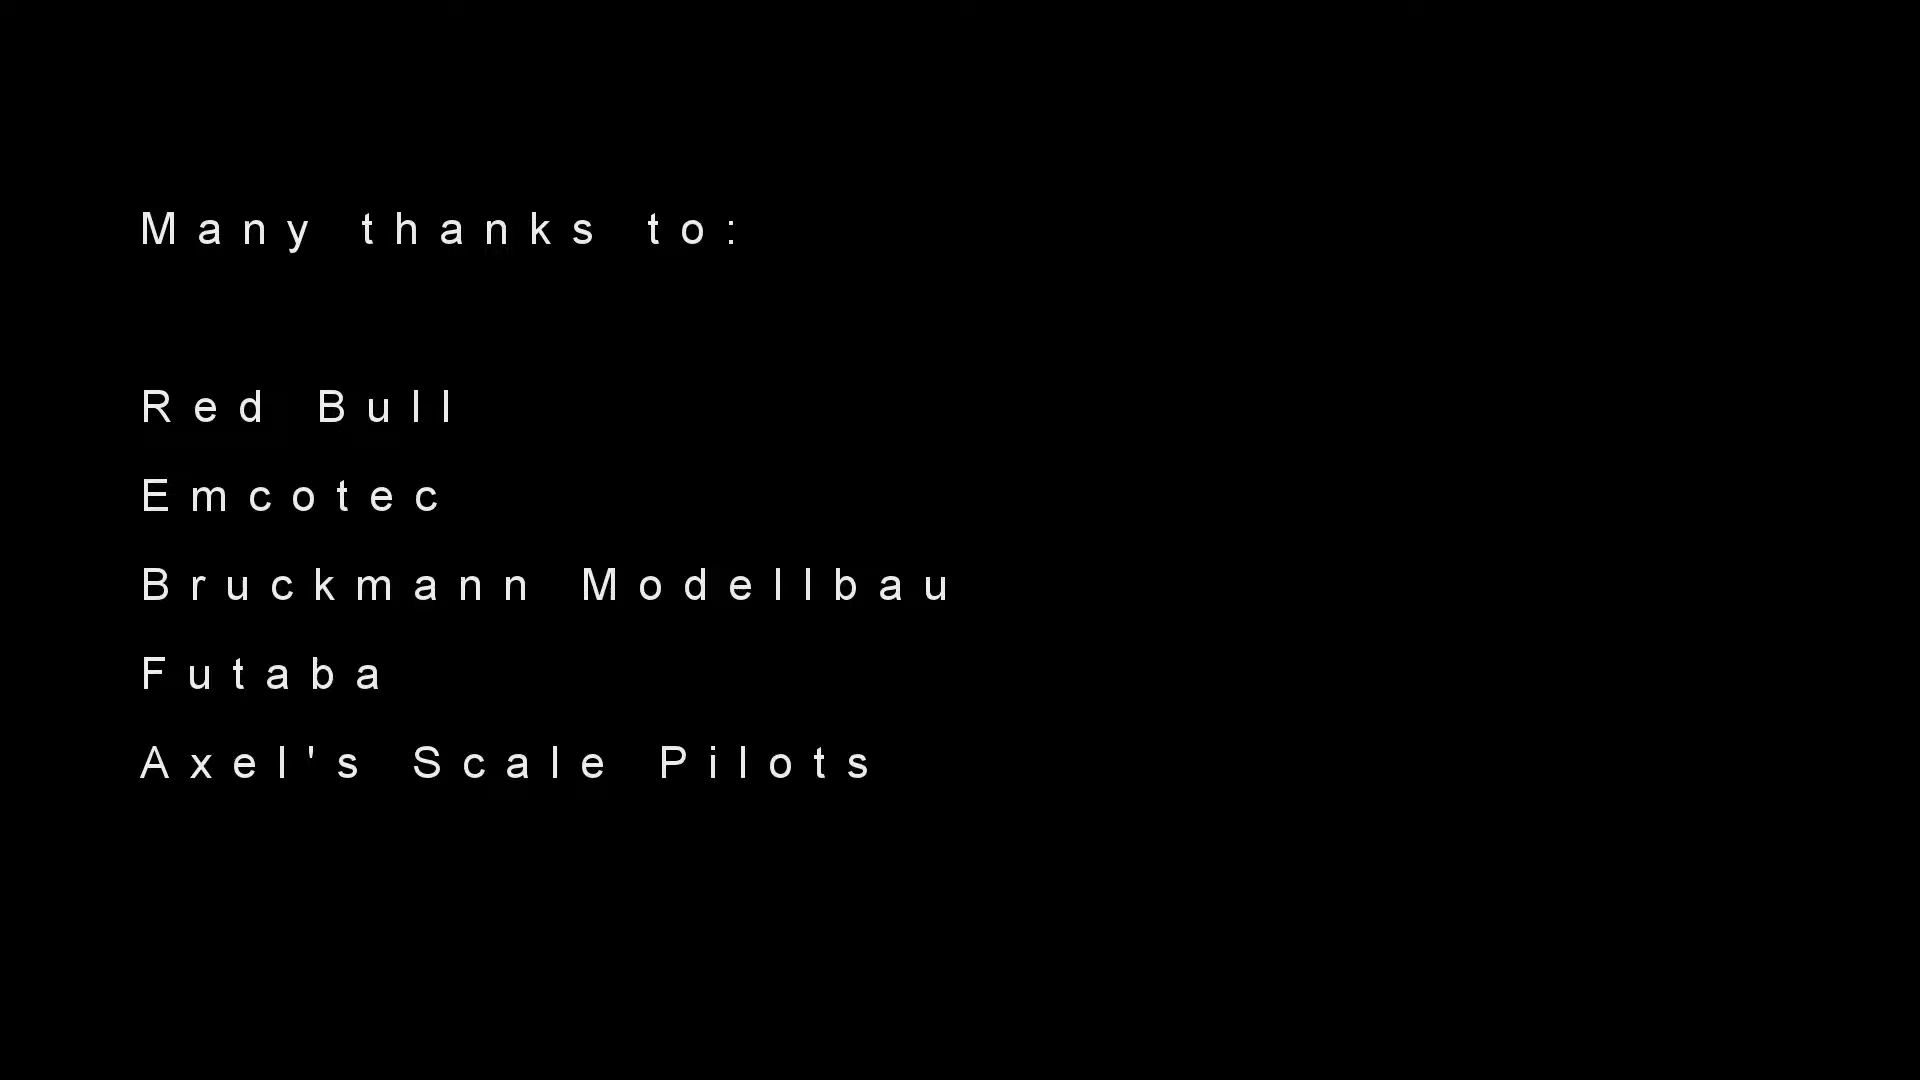 Many thanks to:
Red Bull
Emcotec
Bruckmann Modellbau
Futaba
Axel's Scale Pilots